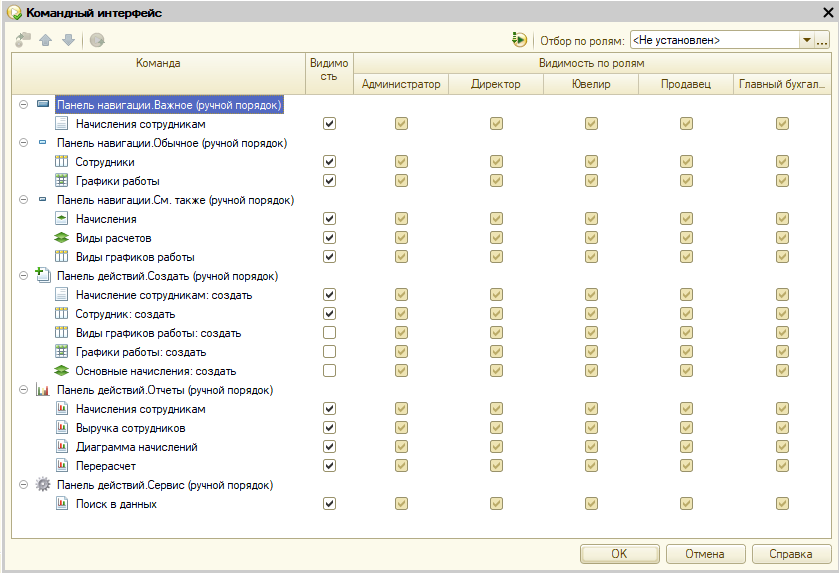 Командный интерфейс
Отбор по ролям: <Не установлен>
Команда
Видимо
сть
Видимость по ролям
Администратор Директор Ювелир Продавец Главный бухгал...
Панель навигации.Важное (ручной порядок)
Начисления сотрудникам
Панель навигации.Обычное (ручной порядок)
Сотрудники
Графики работы
Панель навигации.См. также (ручной порядок)
Начисления
Виды расчетов
Виды графиков работы
Панель действий.Создать (ручной порядок)
Начисление сотрудникам: создать
Сотрудник: создать
Виды графиков работы: создать
Графики работы: создать
Основные начисления: создать
Панель действий.Отчеты (ручной порядок)
Начисления сотрудникам
Выручка сотрудников
Диаграмма начислений
Перерасчет
Панель действий.Сервис (ручной порядок)
Поиск в данных
OK Отмена Справка